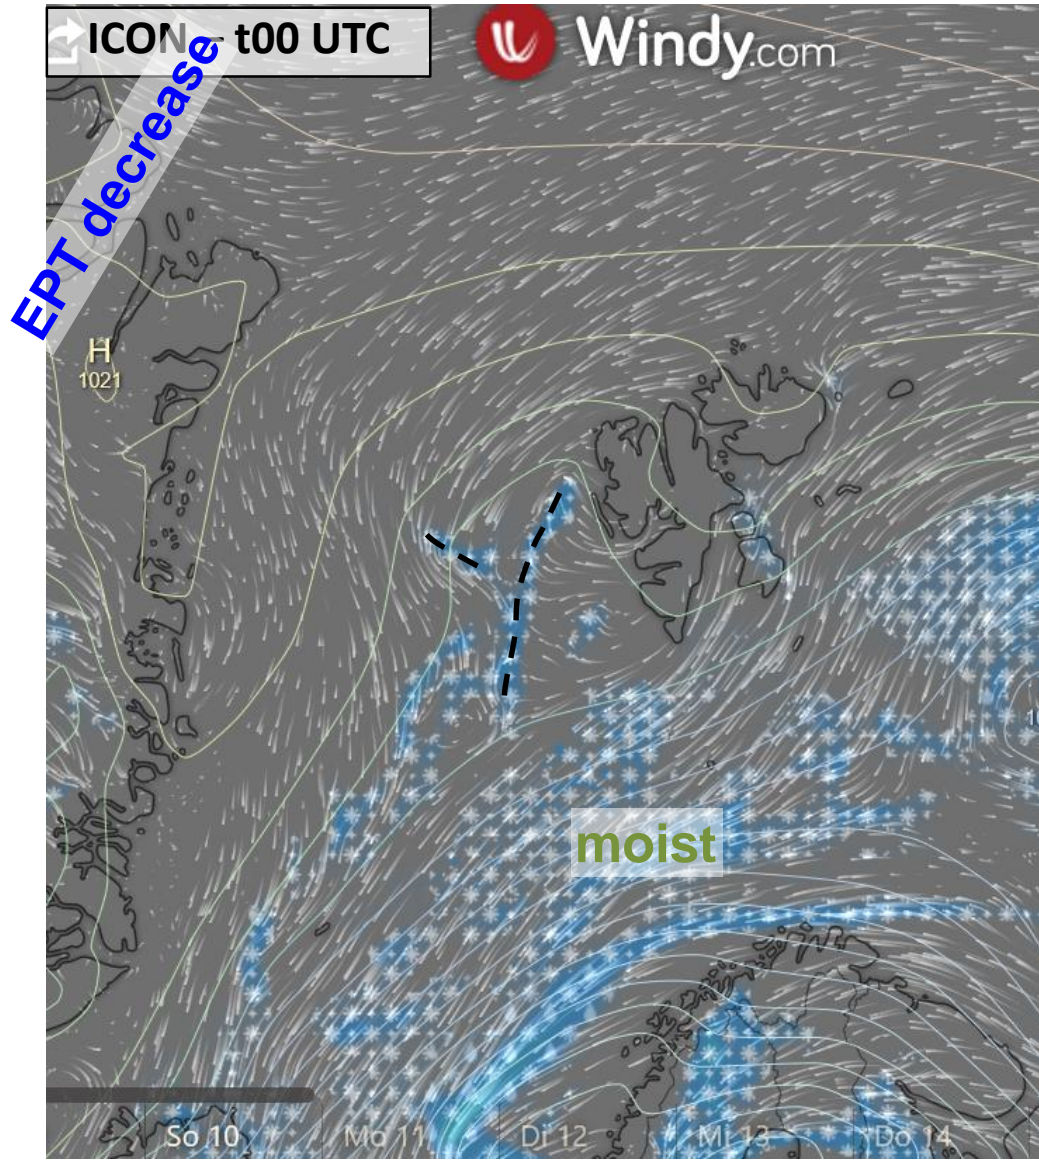 ICON – t00 UTC
Windy.com
EPT decrease
H
1021
moist
So 10
Mo 11
Di 12
Mi 13
Do 14